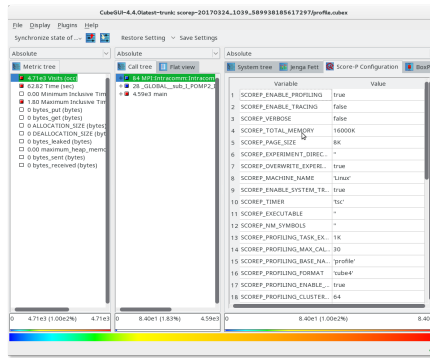 CubeGUI-4.4.0latest-trunk: scorep-20170324_1039_589938185617297/profile.cubex
File Display Plugins Help
Synchronize state of... Restore Setting Save Settings
Absolute Absolute Absolute
Metric tree Call tree Flat view System tree Jenga Fett Score-P Configuration BoxP
4.71e3 Visits (occ)
62.82 Time (sec)
0.00 Minimum Inclusive Tim
1.80 Maximum Inclusive Tim
0 bytes_put (bytes)
0 bytes_get (bytes)
0 ALLOCATION_SIZE (bytes
0 DEALLOCATION_SIZE (byt
0 bytes_leaked (bytes)
0.00 maximum_heap_memo
0 bytes_sent (bytes)
0 bytes_received (bytes)
84 MPI::Intracomm::Intracom
28 _GLOBAL__sub_I_POMP2_I
4.59e3 main
Variable Value
1 SCOREP_ENABLE_PROFILING true
2 SCOREP_ENABLE_TRACING false
3 SCOREP_VERBOSE false
4 SCOREP_TOTAL_MEMORY 16000K
5 SCOREP_PAGE_SIZE 8K
6 SCOREP_EXPERIMENT_DIREC... ''
7 SCOREP_OVERWRITE_EXPERI... true
8 SCOREP_MACHINE_NAME 'Linux'
9 SCOREP_ENABLE_SYSTEM_TR... true
10 SCOREP_TIMER 'tsc'
11 SCOREP_EXECUTABLE ''
12 SCOREP_NM_SYMBOLS ''
13 SCOREP_PROFILING_TASK_EX... 1K
14 SCOREP_PROFILING_MAX_CAL... 30
15 SCOREP_PROFILING_BASE_NA... 'profile'
16 SCOREP_PROFILING_FORMAT 'cube4'
17 SCOREP_PROFILING_ENABLE_... true
18 SCOREP_PROFILING_CLUSTER... 64
0 4.71e3 (1.00e2%) 4.71e3 0 8.40e1 (1.83%) 4.59e3 0 8.40e1 (1.00e2%) 8.40